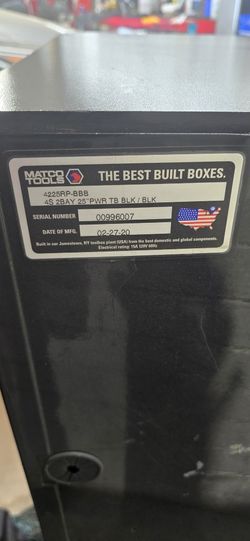 MATCO TOOLS THE BEST BUILT BOXES.
4225RP-BBB
4S 2BAY 25"PWR TB BLK / BLK
SERIAL NUMBER 00996007
DATE OF MFG. 02-27-20
Built in our Jamestown, NY toolbox plant (USA) from the best domestic and global components.
Electrical rating: 15A 120V 60Hz